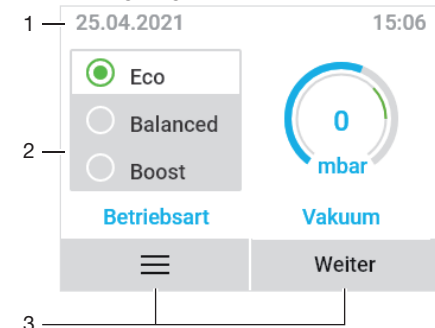 1 25.04.2021 15:06
Eco
Balanced
2
Boost
0
mbar
Betriebsart Vakuum
Weiter
3